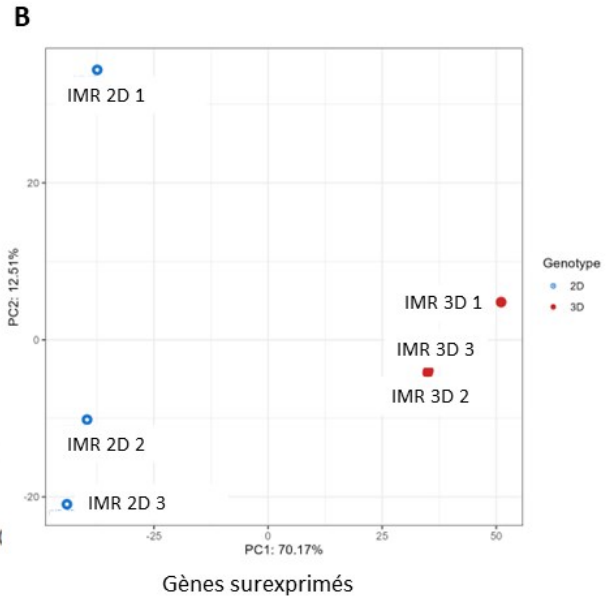 B
IMR 2D 1
20
PC2: 12.51%
Genotype
2D
3D
IMR 3D 1
0
IMR 3D 3
IMR 3D 2
IMR 2D 2
-20
IMR 2D 3
-25
0
25
50
PC1: 70.17%
Gènes surexprimés